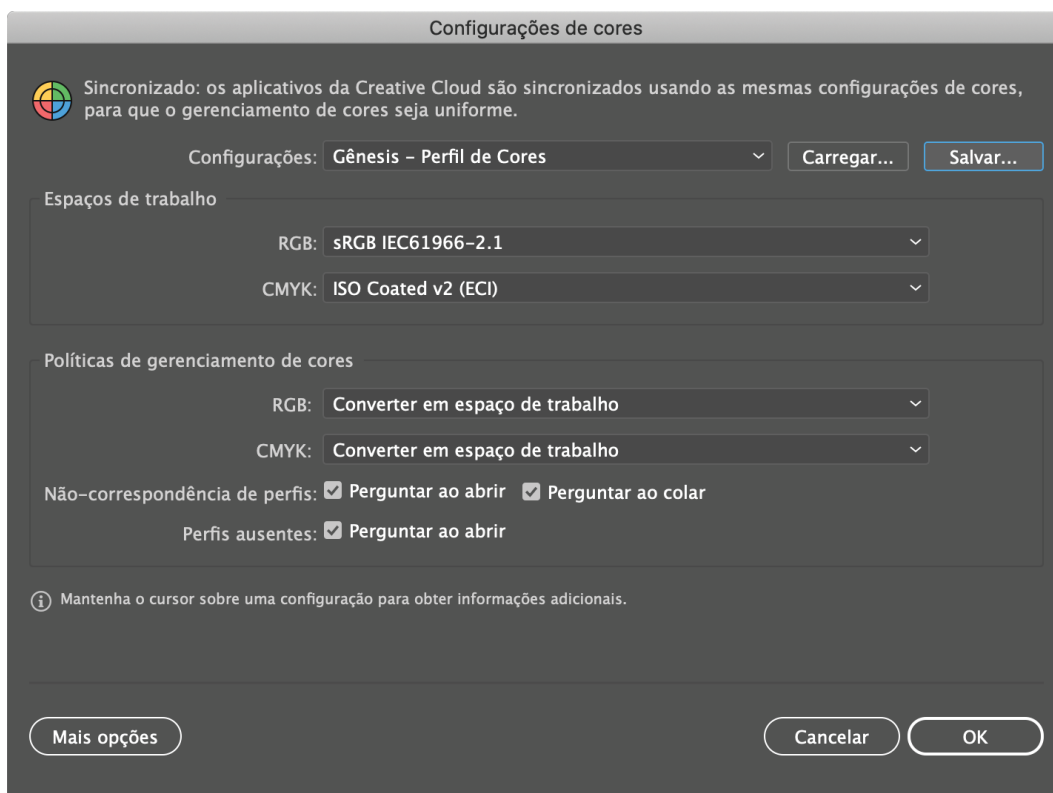 Configurações de cores
Sincronizado: os aplicativos da Creative Cloud são sincronizados usando as mesmas configurações de cores,
para que o gerenciamento de cores seja uniforme.
Configurações: Gênesis – Perfil de Cores Carregar... Salvar...
Espaços de trabalho
RGB: sRGB IEC61966-2.1
CMYK: ISO Coated v2 (ECI)
Políticas de gerenciamento de cores
RGB: Converter em espaço de trabalho
CMYK: Converter em espaço de trabalho
Não-correspondência de perfis: Perguntar ao abrir Perguntar ao colar
Perfis ausentes: Perguntar ao abrir
Mantenha o cursor sobre uma configuração para obter informações adicionais.
Mais opções Cancelar OK